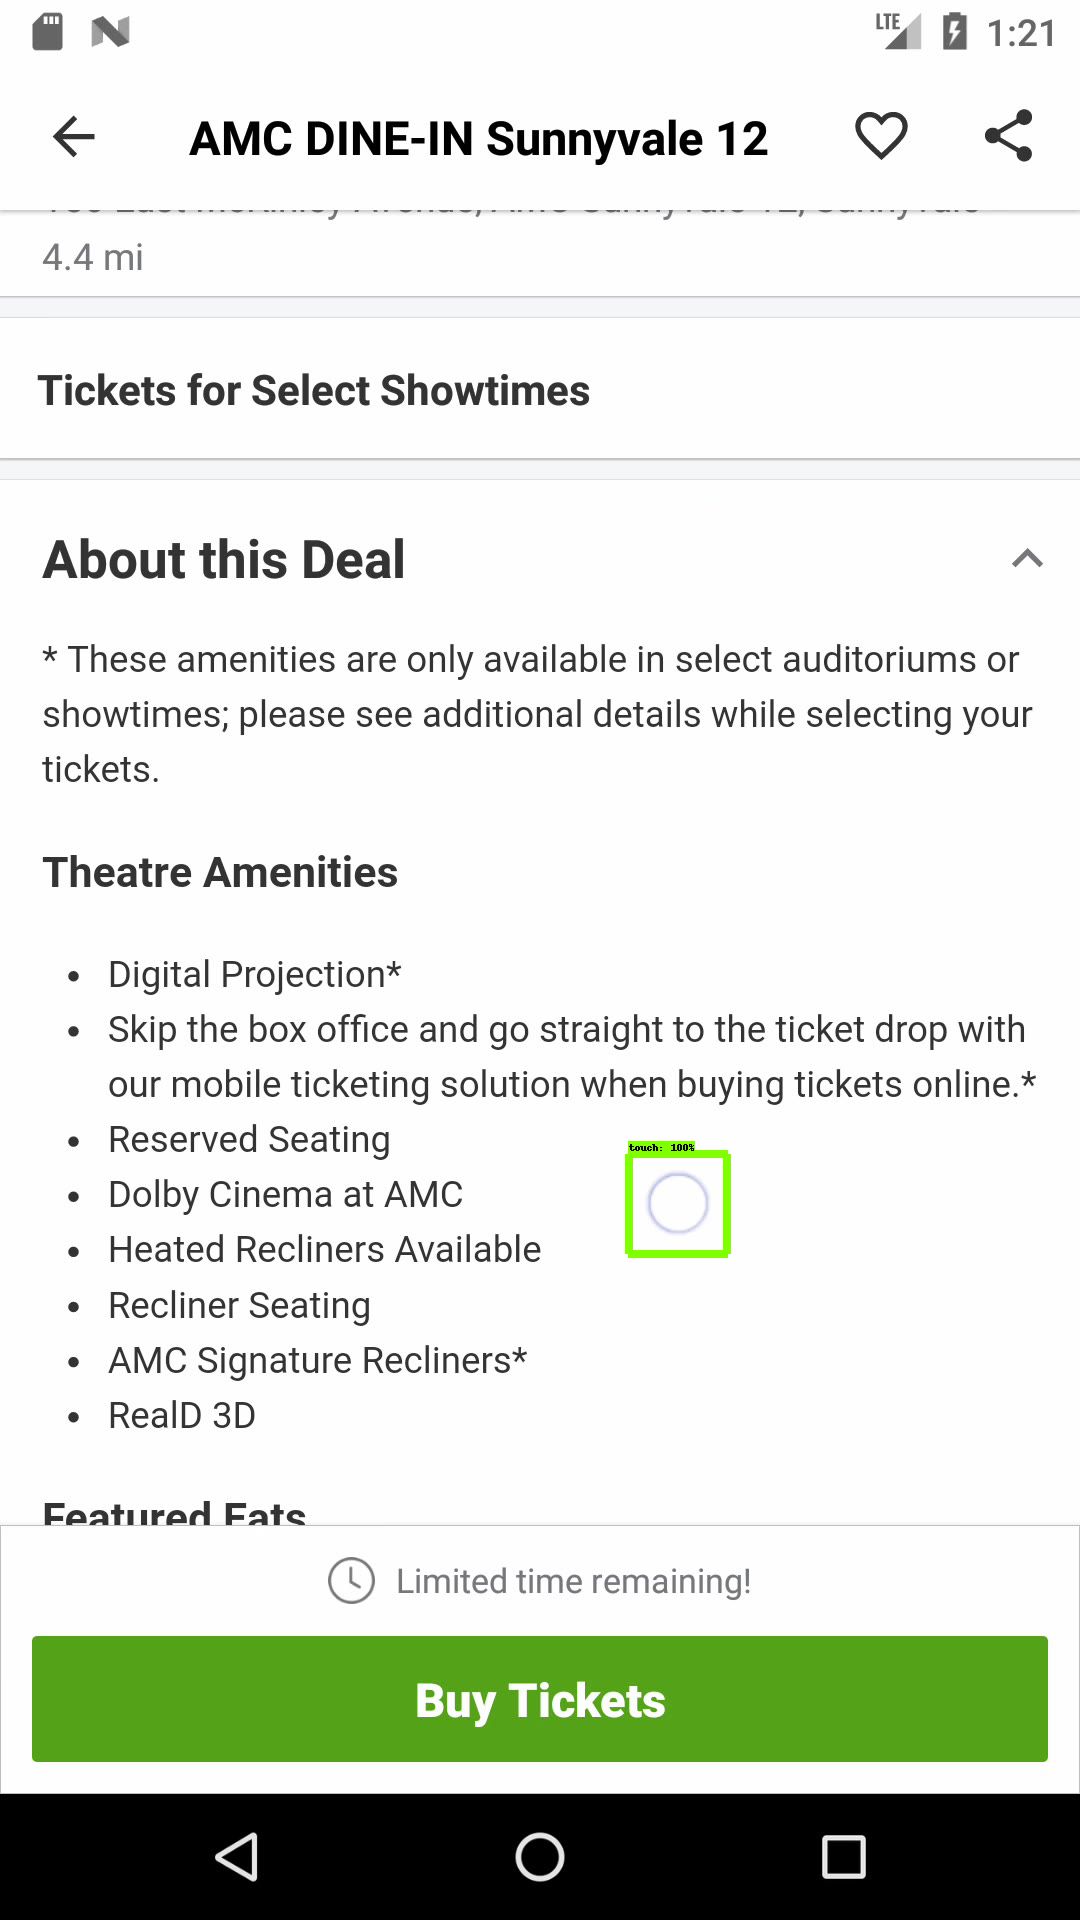 LTE 1:21
AMC DINE-IN Sunnyvale 12
4.4 mi
Tickets for Select Showtimes
About this Deal
* These amenities are only available in select auditoriums or
showtimes; please see additional details while selecting your
tickets.
Theatre Amenities
• Digital Projection*
• Skip the box office and go straight to the ticket drop with
our mobile ticketing solution when buying tickets online.*
• Reserved Seating
touch: 100%
• Dolby Cinema at AMC
• Heated Recliners Available
• Recliner Seating
• AMC Signature Recliners*
• RealD 3D
Featured Eats
Limited time remaining!
Buy Tickets